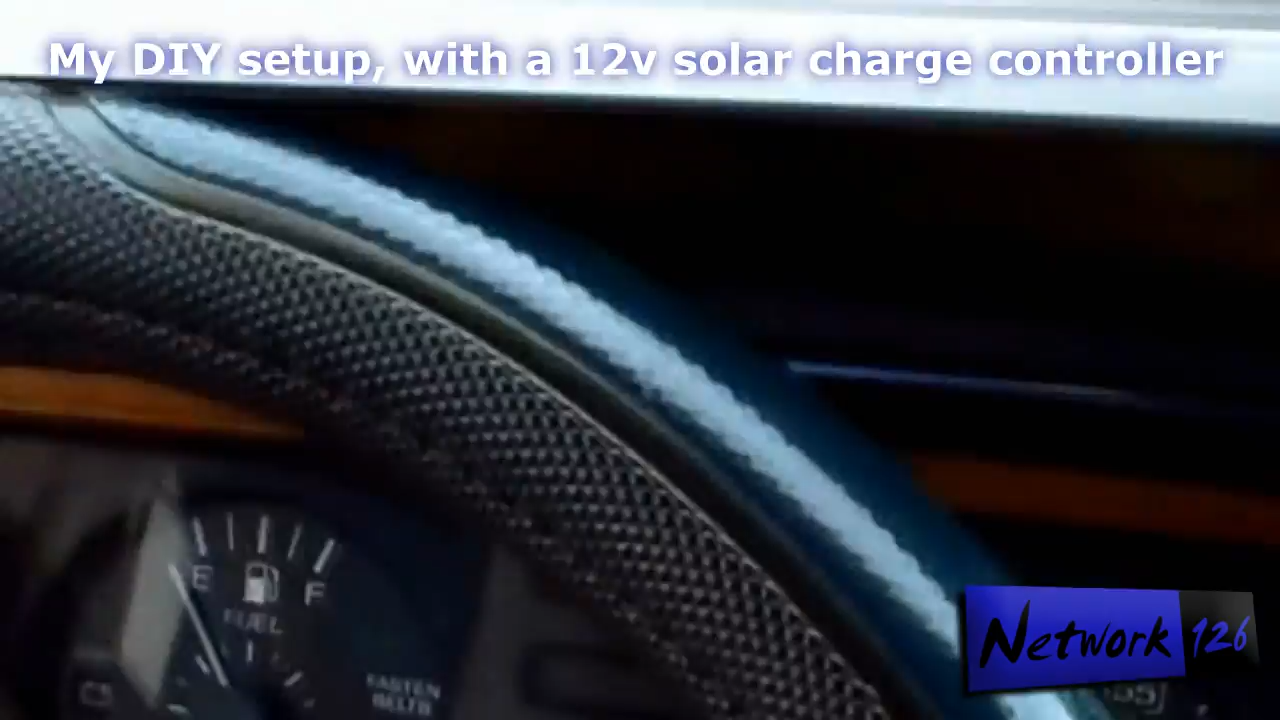 My DIY setup, with a 12v solar charge controller
E F
FUEL
FASTEN
BELTS
Network 126